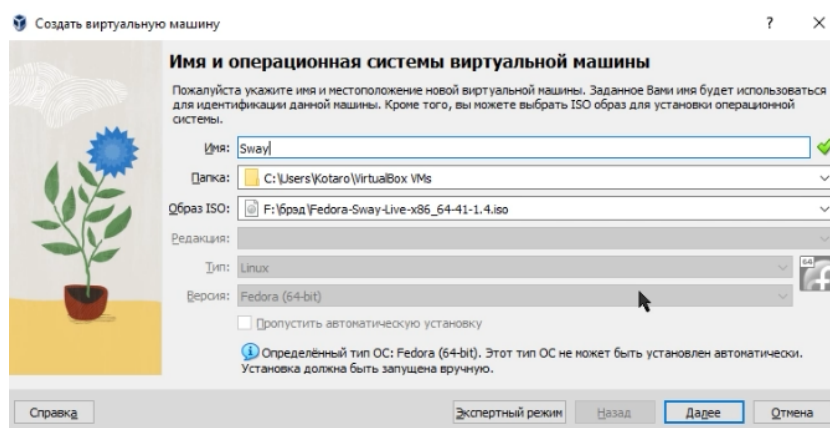 Создать виртуальную машину
?
Имя и операционная системы виртуальной машины
Пожалуйста укажите имя и местоположение новой виртуальной машины. Заданное Вами имя будет использоваться
для идентификации данной машины. Кроме того, вы можете выбрать ISO образ для установки операционной
системы.
Имя: Sway
Папка: C:\Users\Kotaro\VirtualBox VMs
Образ ISO: F:\брэд\Fedora-Sway-Live-x86_64-41-1.4.iso
Редакция:
Тип: Linux
64
Версия: Fedora (64-bit)
Пропустить автоматическую установку
Определённый тип ОС: Fedora (64-bit). Этот тип ОС не может быть установлен автоматически.
Установка должна быть запущена вручную.
Справка Экспертный режим Назад Далее Отмена